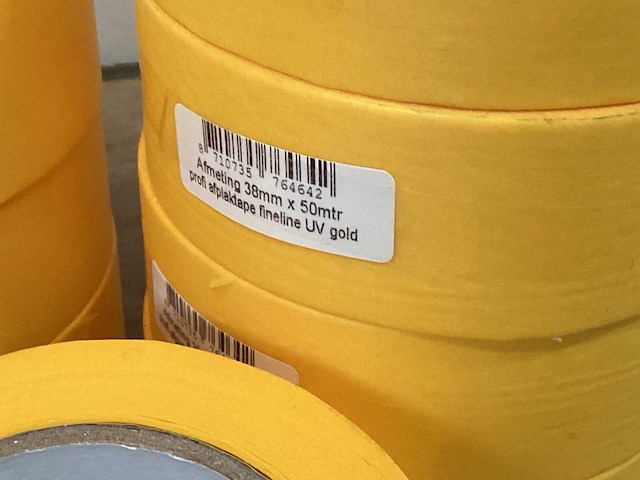 8 710735 764642
Afmeting 38mm x 50mtr
profi afplaktape fineline UV gold